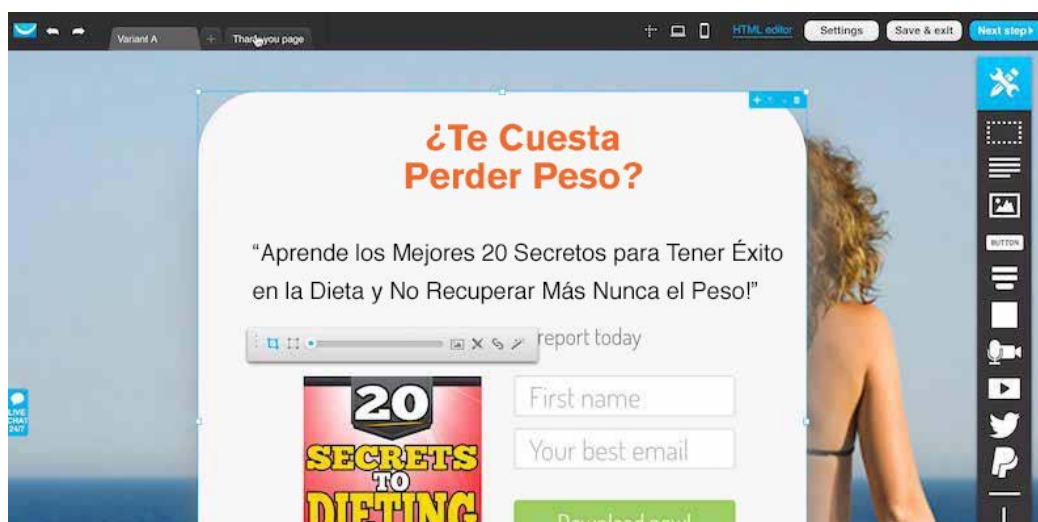 Variant A
+
Thank you page
HTML editor
Settings
Save & exit
Next step
¿Te Cuesta
Perder Peso?
“Aprende los Mejores 20 Secretos para Tener Éxito
en la Dieta y No Recuperar Más Nunca el Peso!”
report today
BUTTON
20
SECRETS
TO
DIETING
First name
Your best email
Download now!
LIVE
CHAT
24/7